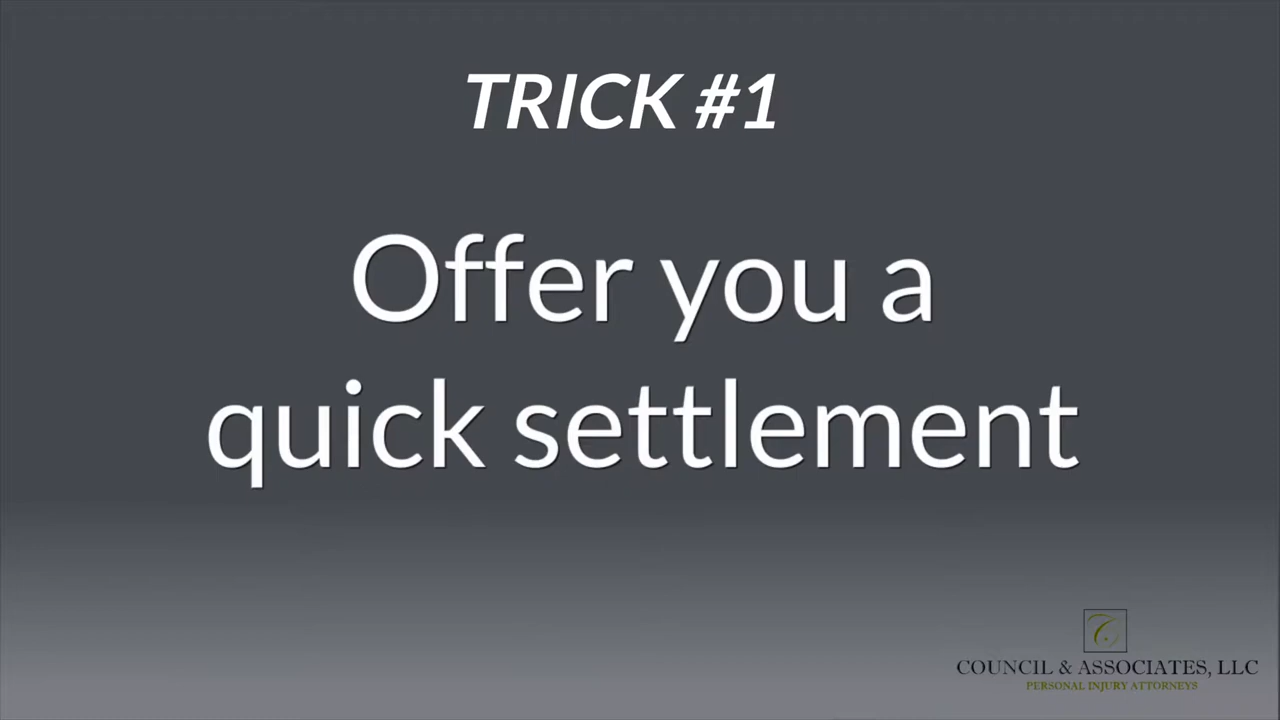 TRICK #1
Offer you a
quick settlement
COUNCIL & ASSOCIATES, LLC
PERSONAL INJURY ATTORNEYS